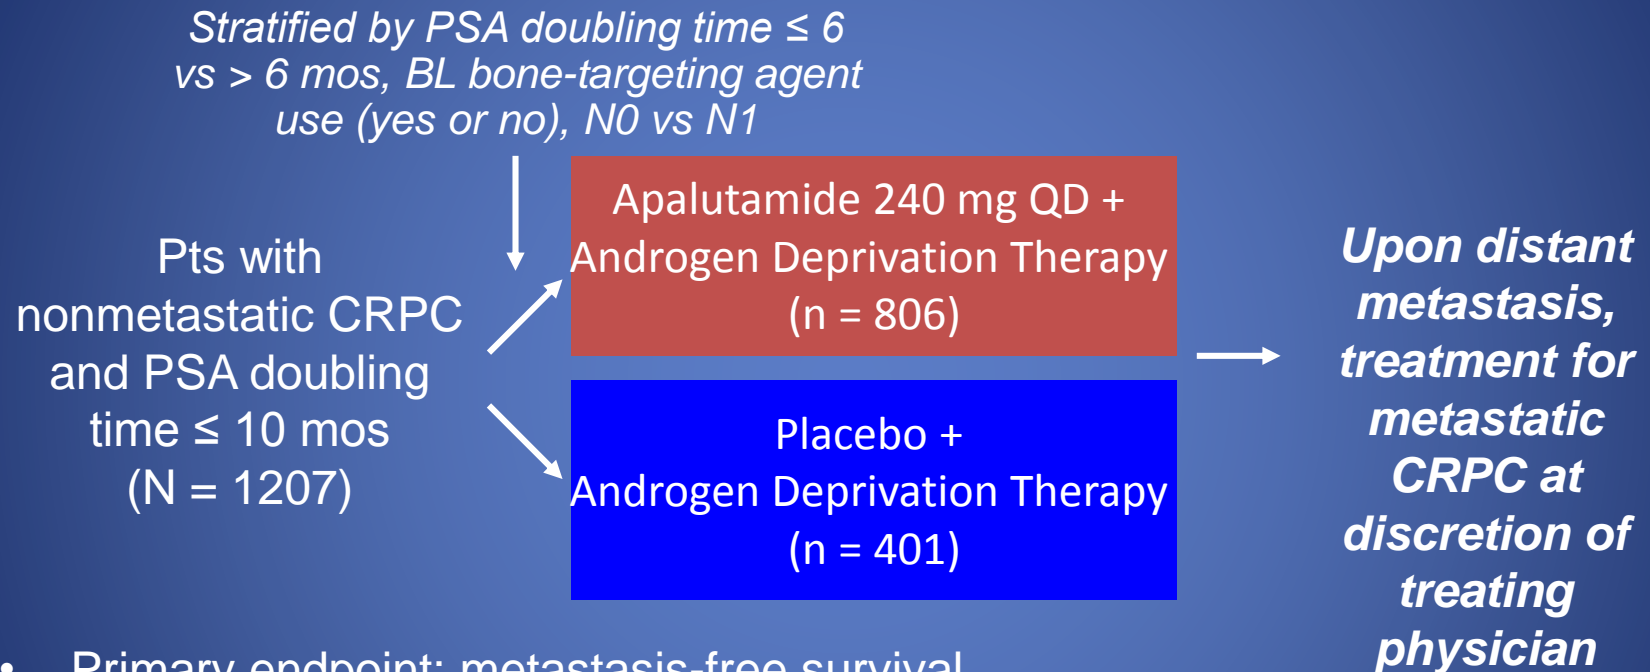 Stratified by PSA doubling time ≤ 6
vs > 6 mos, BL bone-targeting agent
use (yes or no), N0 vs N1
Pts with
nonmetastatic CRPC
and PSA doubling
time ≤ 10 mos
(N = 1207)
Apalutamide 240 mg QD +
Androgen Deprivation Therapy
(n = 806)
Placebo +
Androgen Deprivation Therapy
(n = 401)
Upon distant
metastasis,
treatment for
metastatic
CRPC at
discretion of
treating
physician
• Primary endpoint: metastasis-free survival